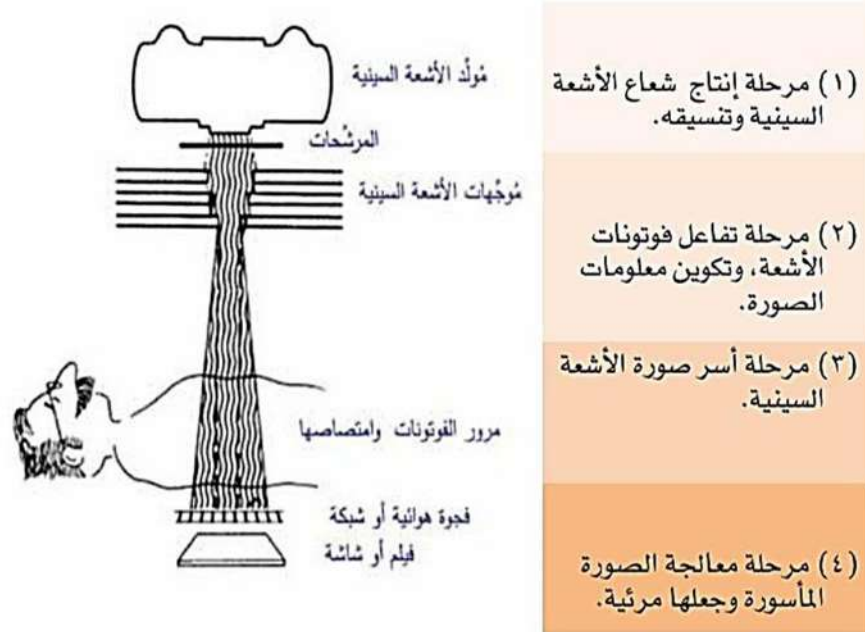 مُولِّد الأشعة السينية
المرشِّحات
مُوجِّهات الأشعة السينية
مرور الفوتونات وامتصاصها
فجوة هوائية أو شبكة
فيلم أو شاشة
(١) مرحلة إنتاج شعاع الأشعة
السينية وتنسيقه.
(٢) مرحلة تفاعل فوتونات
الأشعة، وتكوين معلومات
الصورة.
(٣) مرحلة أسر صورة الأشعة
السينية.
(٤) مرحلة معالجة الصورة
المأسورة وجعلها مرئية.